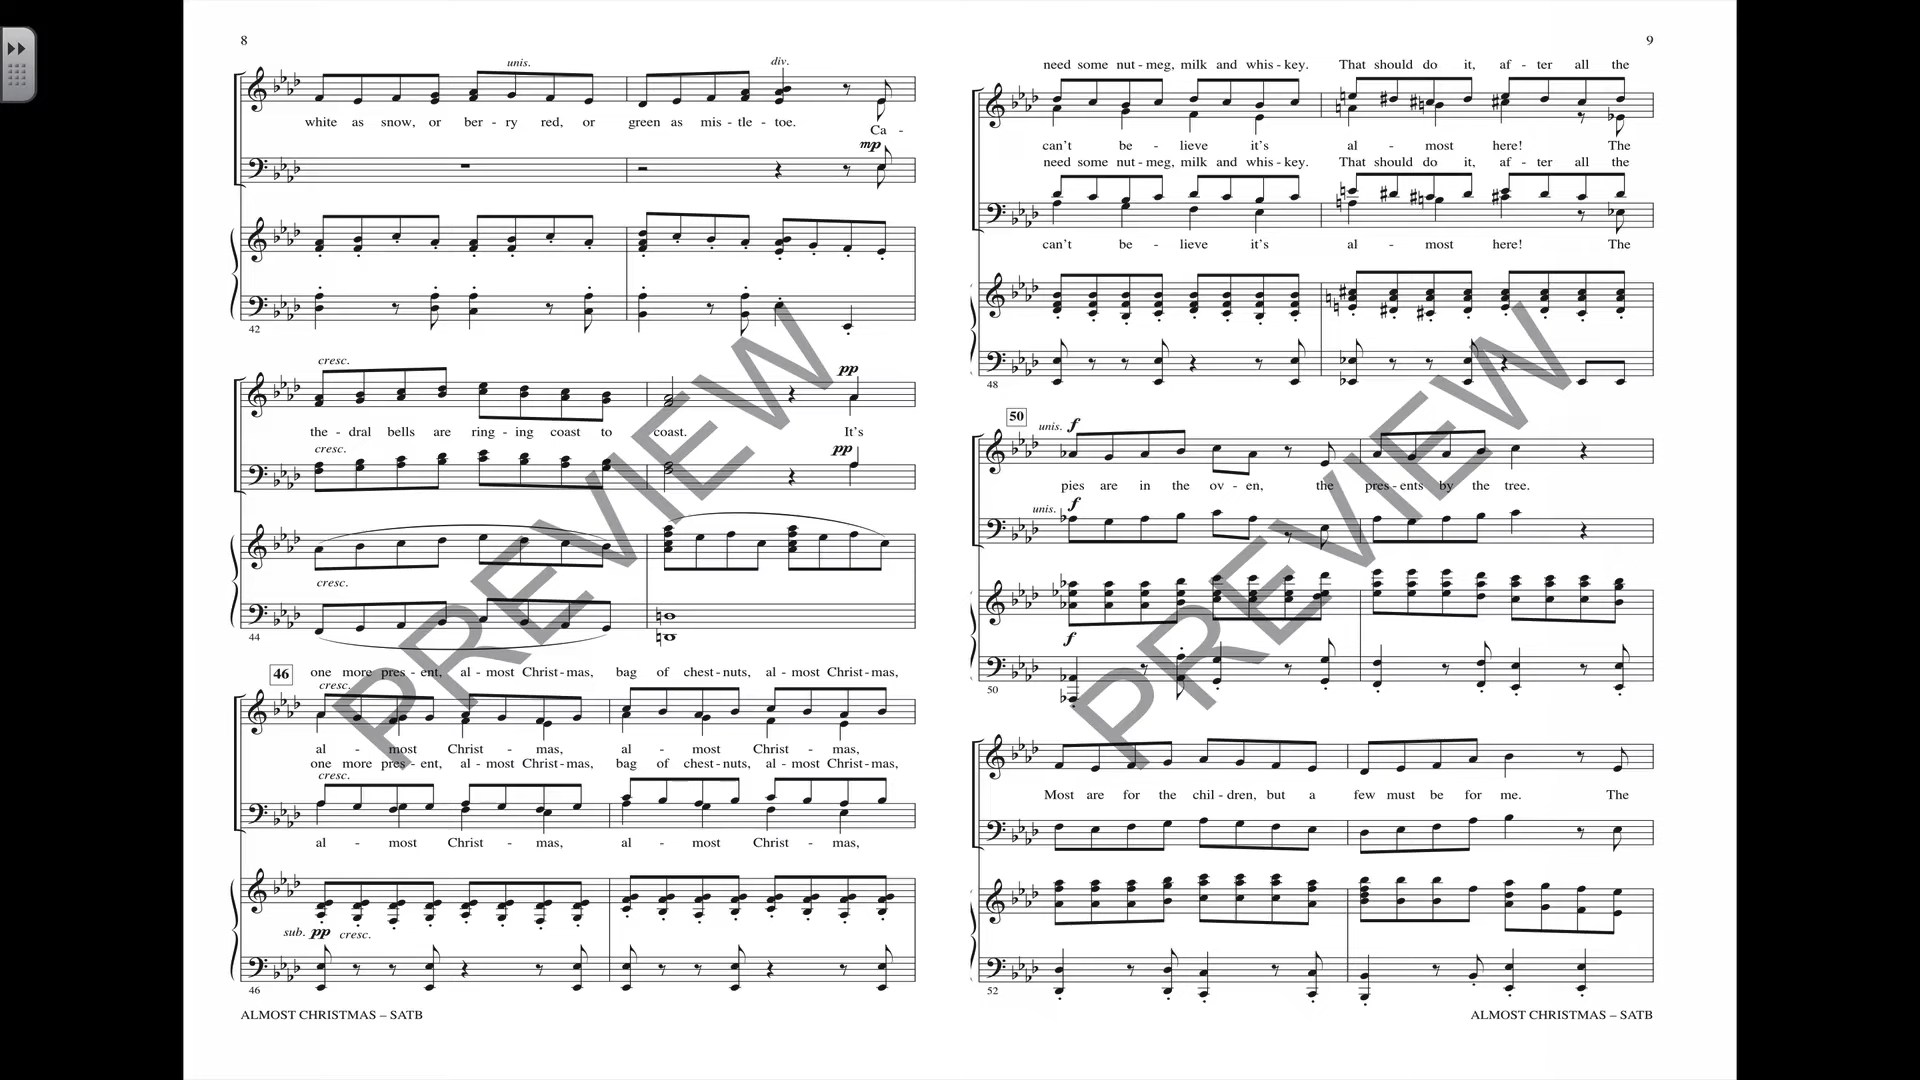 8
unis.
div.
white as snow, or ber - ry red, or green as mis - tle - toe.
Ca -
mp
42
cresc.
pp
the - dral bells are ring - ing coast to coast. It's
cresc.
pp
cresc.
44
46
one more pres - ent, al - most Christ - mas, bag of chest - nuts, al - most Christ - mas,
cresc.
al - most Christ - mas, al - most Christ - mas,
one more pres - ent, al - most Christ - mas, bag of chest - nuts, al - most Christ - mas,
cresc.
al - most Christ - mas, al - most Christ - mas,
sub. pp cresc.
46
ALMOST CHRISTMAS – SATB
PREVIEW
9
need some nut - meg, milk and whis - key. That should do it, af - ter all the
can't be - lieve it's al - most here! The
need some nut - meg, milk and whis - key. That should do it, af - ter all the
can't be - lieve it's al - most here! The
48
50
unis. f
pies are in the ov - en, the pres - ents by the tree.
unis. f
f
50
Most are for the chil - dren, but a few must be for me. The
52
ALMOST CHRISTMAS – SATB
PREVIEW